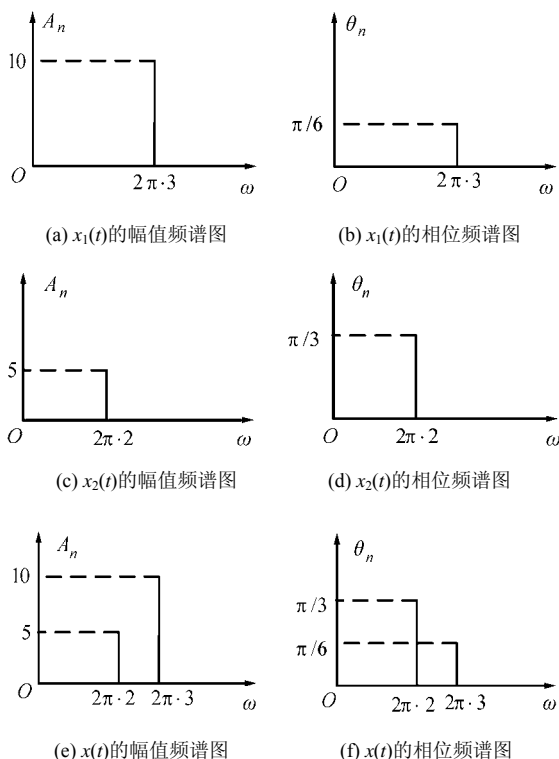 A_n
θ_n
10
π/6
O
2π·3
ω
O
2π·3
ω
(a) x₁(t)的幅值频谱图
(b) x₁(t)的相位频谱图
A_n
θ_n
π/3
5
O
2π·2
ω
O
2π·2
ω
(c) x₂(t)的幅值频谱图
(d) x₂(t)的相位频谱图
A_n
θ_n
10
π/3
5
π/6
O
2π·2
2π·3
ω
O
2π·2
2π·3
ω
(e) x(t)的幅值频谱图
(f) x(t)的相位频谱图